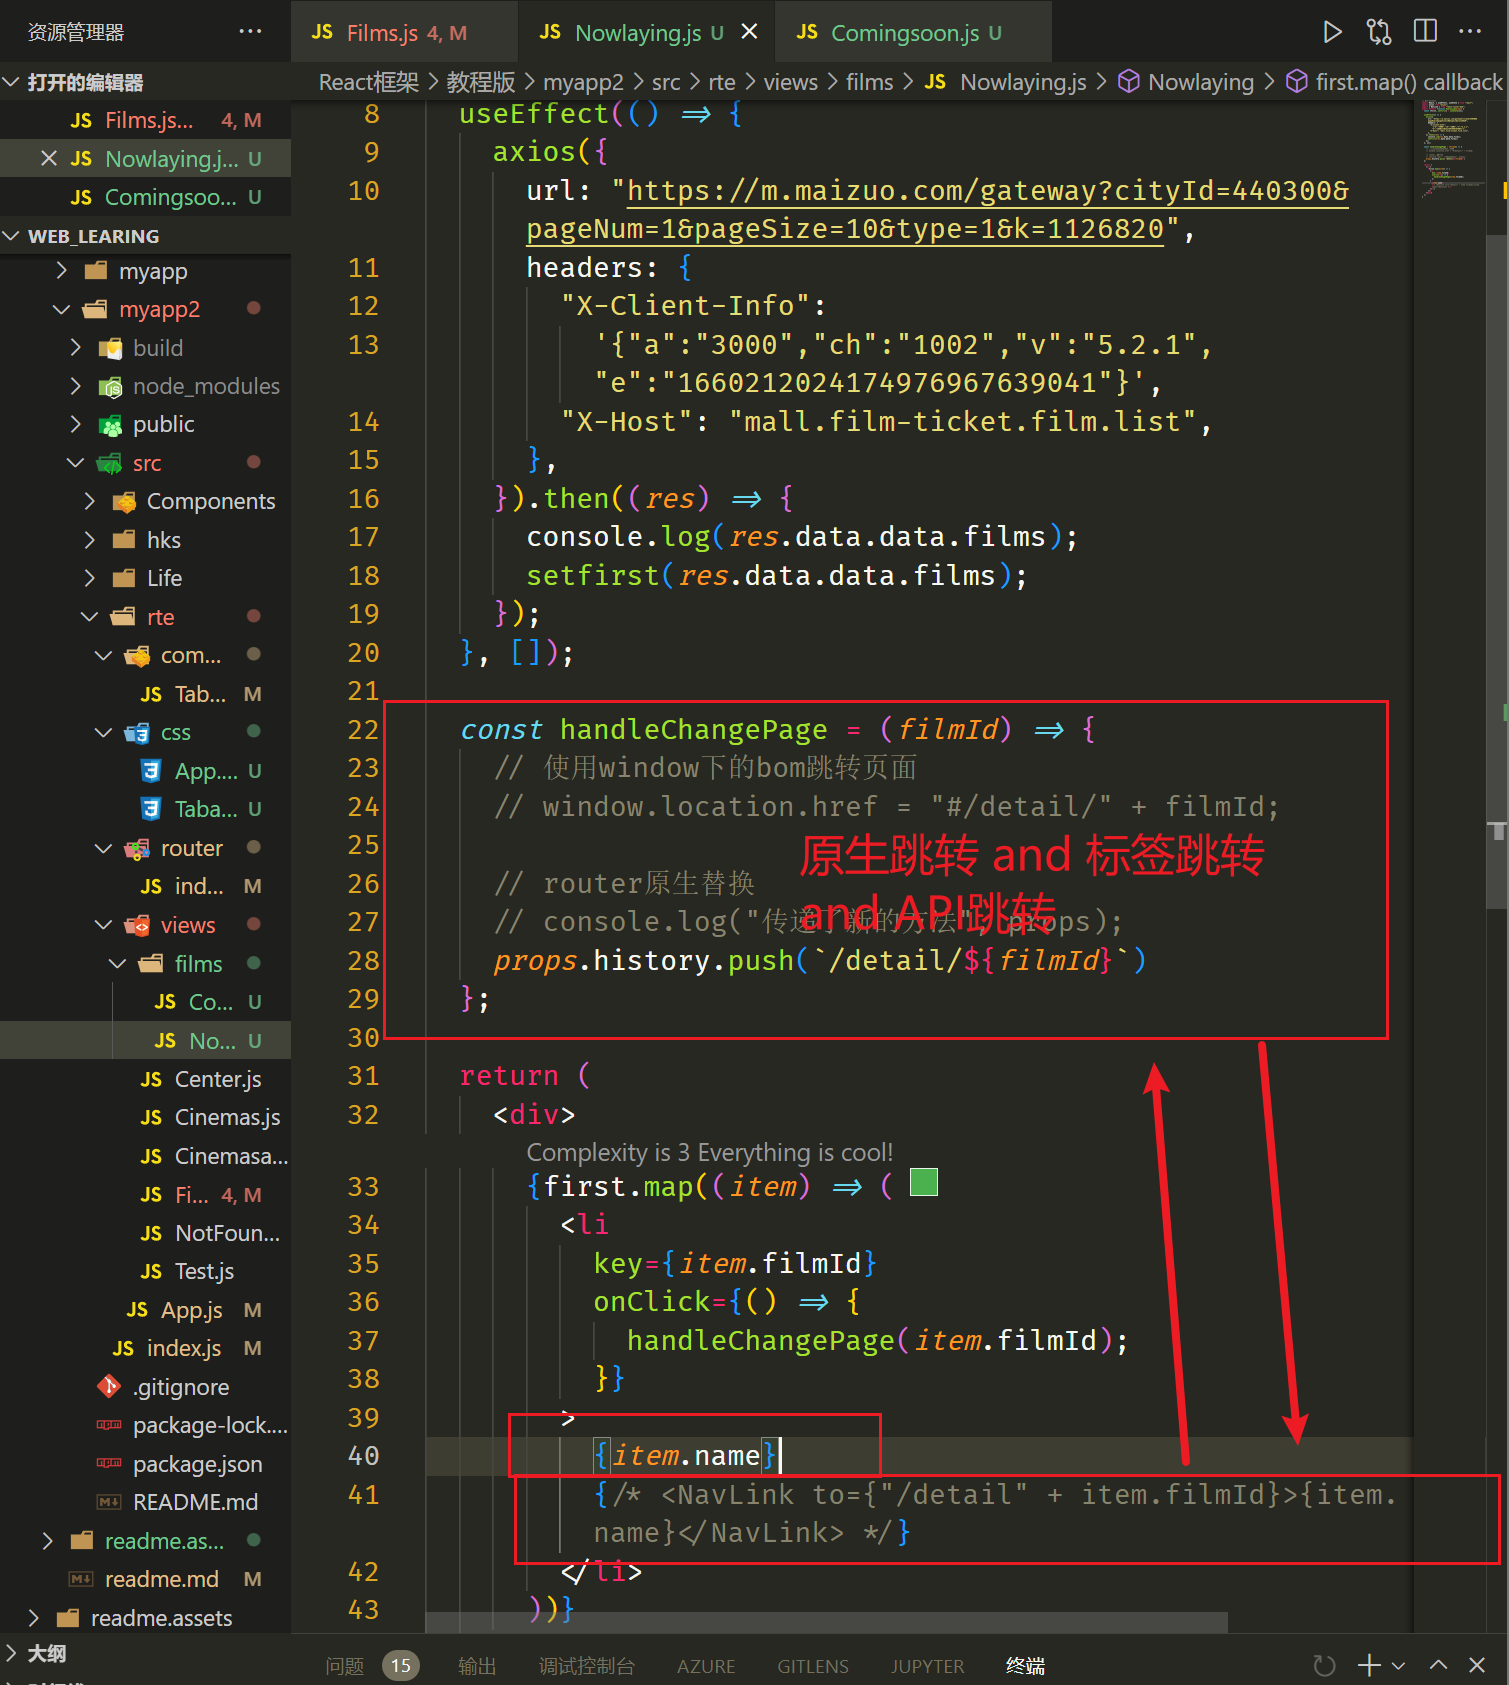 资源管理器
···
JS Films.js 4, M
JS Nowlaying.js U
JS Comingsoon.js U
···
打开的编辑器
JS Films.js... 4, M
JS Nowlaying.j... U
JS Comingsoo... U
WEB_LEARING
myapp
myapp2
build
node_modules
public
src
Components
hks
Life
rte
com...
JS Tab... M
css
App.... U
Taba... U
router
JS ind... M
views
films
JS Co... U
JS No... U
JS Center.js
JS Cinemas.js
JS Cinemasa...
JS Fi... 4, M
JS NotFoun...
JS Test.js
JS App.js M
JS index.js M
.gitignore
package-lock....
package.json
README.md
readme.as...
readme.md M
readme.assets
大纲
React框架 > 教程版 > myapp2 > src > rte > views > films > JS Nowlaying.js > Nowlaying > first.map() callback
8 useEffect(() => {
9 axios({
10 url: "https://m.maizuo.com/gateway?cityId=440300&
pageNum=1&pageSize=10&type=1&k=1126820",
11 headers: {
12 "X-Client-Info":
13 '{"a":"3000","ch":"1002","v":"5.2.1",
"e":"16602120241749769676​39041"}',
14 "X-Host": "mall.film-ticket.film.list",
15 },
16 }).then((res) => {
17 console.log(res.data.data.films);
18 setfirst(res.data.data.films);
19 });
20 }, []);
21
22 const handleChangePage = (filmId) => {
23 // 使用window下的bom跳转页面
24 // window.location.href = "#/detail/" + filmId;
25
原生跳转 and 标签跳转
and API跳转
26 // router原生替换
27 // console.log("传递了新的方法", props);
28 props.history.push(`/detail/${filmId}`)
29 };
30
31 return (
32 <div>
Complexity is 3 Everything is cool!
33 {first.map((item) => (
34 <li
35 key={item.filmId}
36 onClick={() => {
37 handleChangePage(item.filmId);
38 }}
39 >
40 {item.name}
41 {/* <NavLink to={"/detail" + item.filmId}>{item.
name}</NavLink> */}
42 </li>
43 ))}
问题 15 输出 调试控制台 AZURE GITLENS JUPYTER 终端